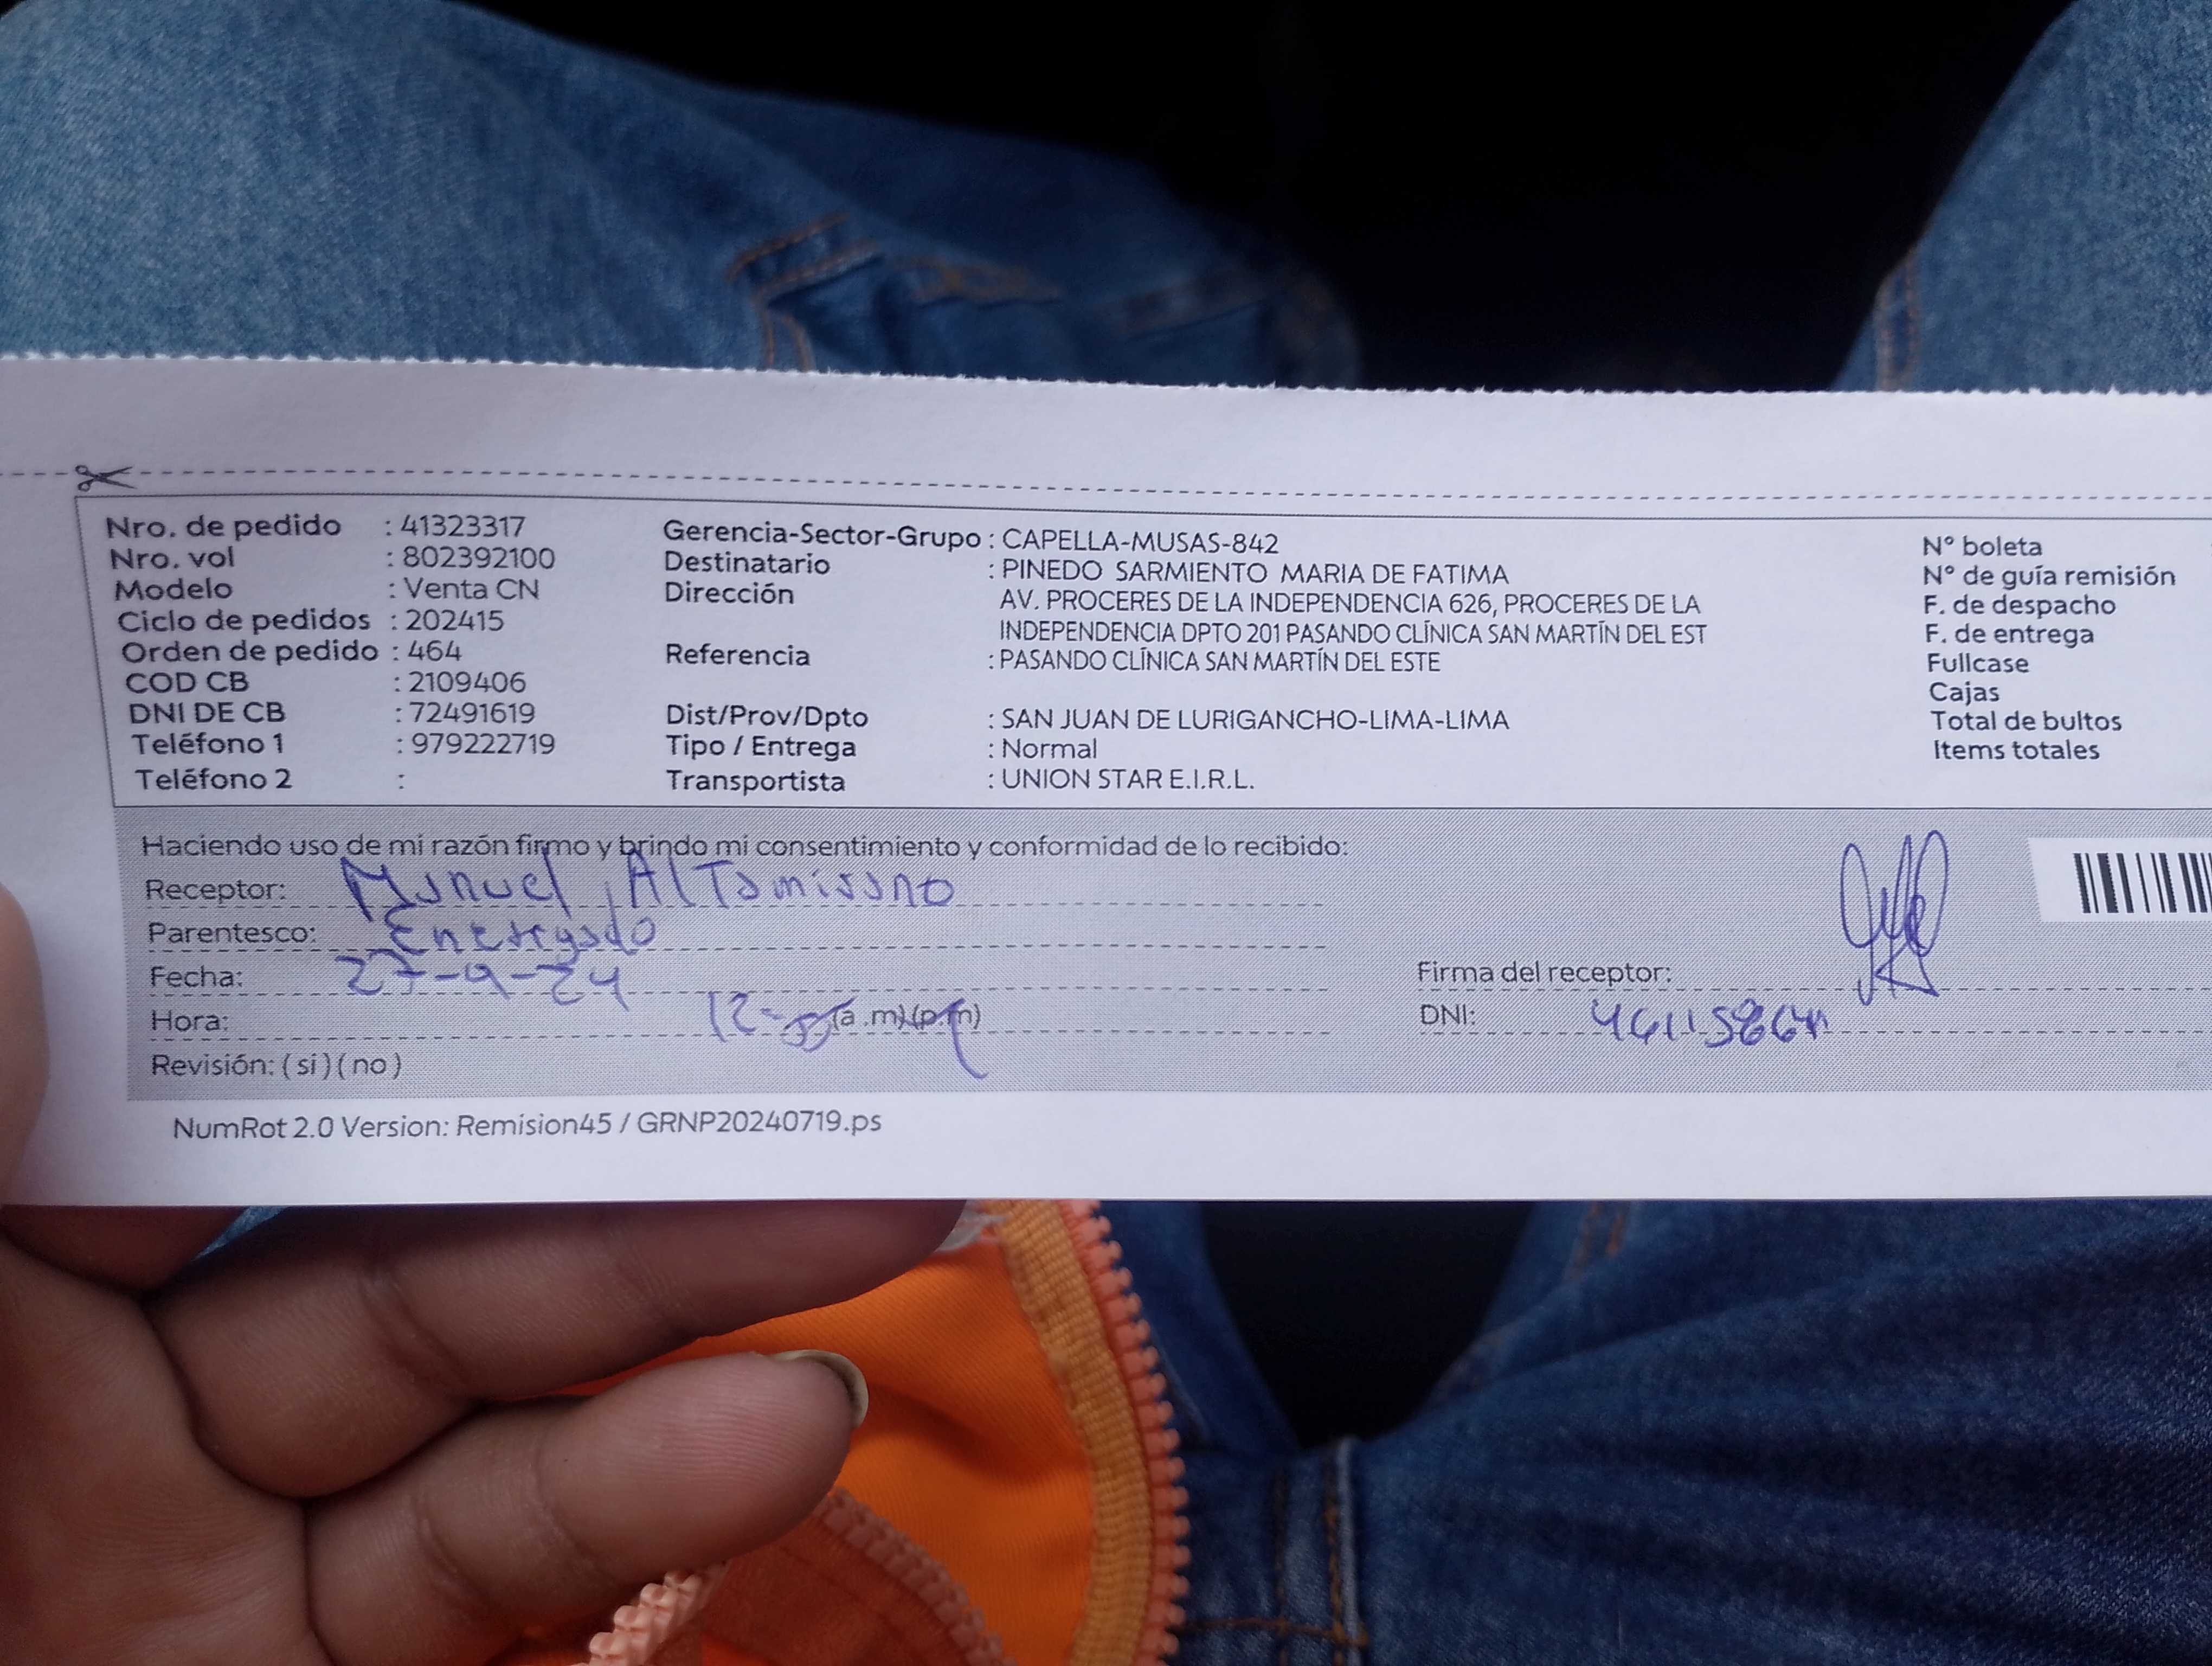 Nro. de pedido : 41323317
Nro. vol : 802392100
Modelo : Venta CN
Ciclo de pedidos : 202415
Orden de pedido : 464
COD CB : 2109406
DNI DE CB : 72491619
Teléfono 1 : 979222719
Teléfono 2 :
Gerencia-Sector-Grupo : CAPELLA-MUSAS-842
Destinatario : PINEDO SARMIENTO MARIA DE FATIMA
Dirección AV. PROCERES DE LA INDEPENDENCIA 626, PROCERES DE LA
INDEPENDENCIA DPTO 201 PASANDO CLÍNICA SAN MARTÍN DEL EST
Referencia : PASANDO CLÍNICA SAN MARTÍN DEL ESTE
Dist/Prov/Dpto : SAN JUAN DE LURIGANCHO-LIMA-LIMA
Tipo / Entrega : Normal
Transportista : UNION STAR E.I.R.L.
N° boleta
N° de guía remisión
F. de despacho
F. de entrega
Fullcase
Cajas
Total de bultos
Items totales
Haciendo uso de mi razón firmo y brindo mi consentimiento y conformidad de lo recibido:
Receptor: Manuel Altamirano
Parentesco: Encargado
Fecha: 27-9-24
Hora: 12- (a.m)(p.m)
Revisión: (si)(no)
Firma del receptor:
DNI:
NumRot 2.0 Version: Remision45 / GRNP20240719.ps